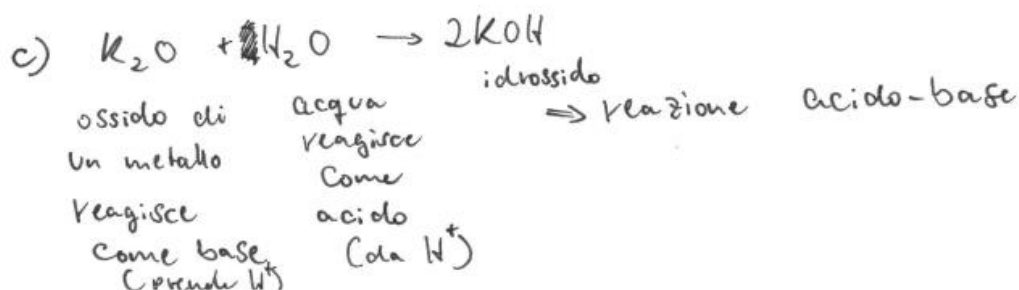 c) K₂O + H₂O → 2KOH
idrossido
⇒ reazione acido-base
ossido di
un metallo
reagisce
come base
(prende H⁺)
acqua
reagisce
come
acido
(da H⁺)